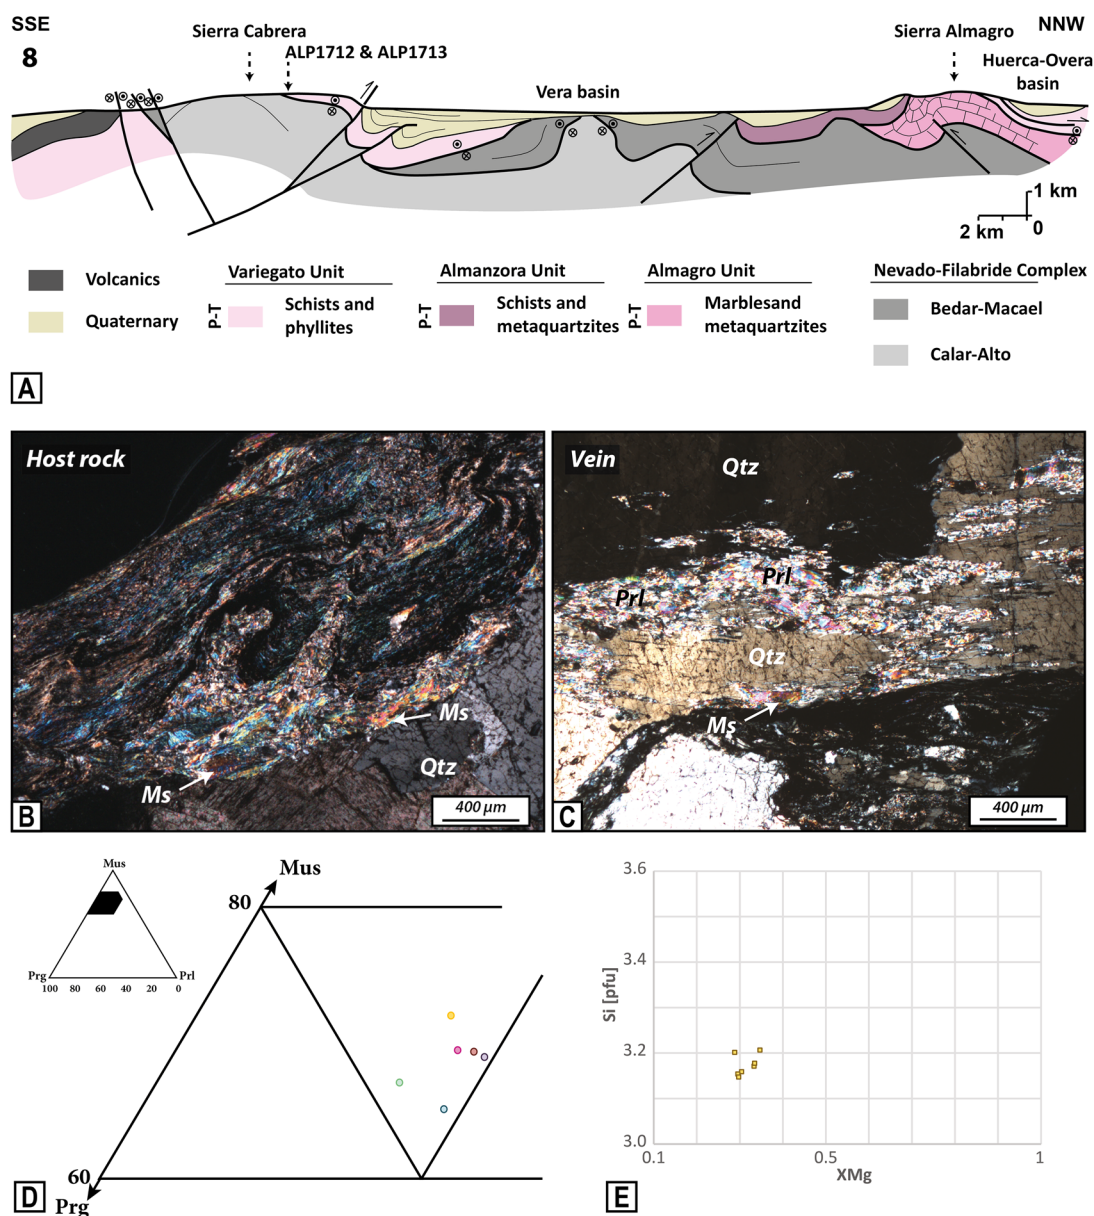 SSE
NNW
8
Sierra Cabrera
ALP1712 & ALP1713
Vera basin
Sierra Almagro
Huerca-Overa
basin
1 km
2 km
0
Volcanics
Quaternary
Variegato Unit
P-T
Schists and
phyllites
Almanzora Unit
P-T
Schists and
metaquartzites
Almagro Unit
P-T
Marblesand
metaquartzites
Nevado-Filabride Complex
Bedar-Macael
Calar-Alto
A
Host rock
Ms
Ms
Qtz
400 µm
B
Vein
Qtz
Prl
Prl
Qtz
Ms
400 µm
C
Mus
Prg
Prl
100 80 60 40 20 0
Mus
80
60
Prg
D
3.6
3.4
3.2
3.0
Si [pfu]
0.1
0.5
1
XMg
E